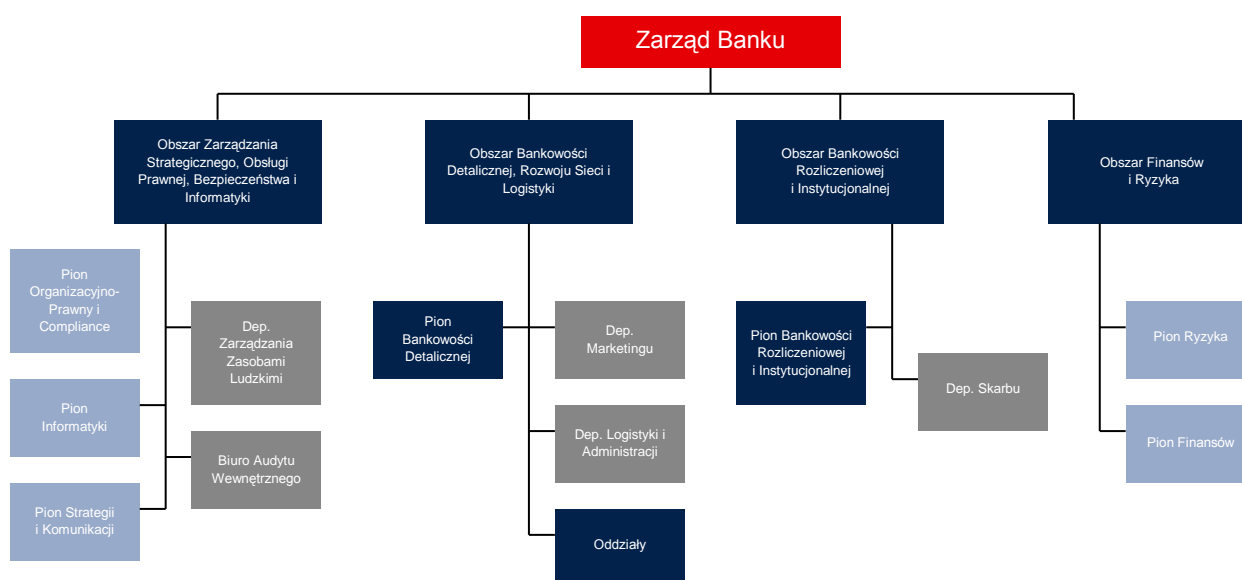 Zarząd Banku
Obszar Zarządzania
Strategicznego, Obsługi
Prawnej, Bezpieczeństwa i
Informatyki
Obszar Bankowości
Detalicznej, Rozwoju Sieci i
Logistyki
Obszar Bankowości
Rozliczeniowej
i Instytucjonalnej
Obszar Finansów
i Ryzyka
Pion
Organizacyjno-
Prawny i
Compliance
Dep.
Zarządzania
Zasobami
Ludzkimi
Pion
Informatyki
Biuro Audytu
Wewnętrznego
Pion Strategii
i Komunikacji
Pion
Bankowości
Detalicznej
Dep.
Marketingu
Dep. Logistyki i
Administracji
Oddziały
Pion Bankowości
Rozliczeniowej
i Instytucjonalnej
Dep. Skarbu
Pion Ryzyka
Pion Finansów